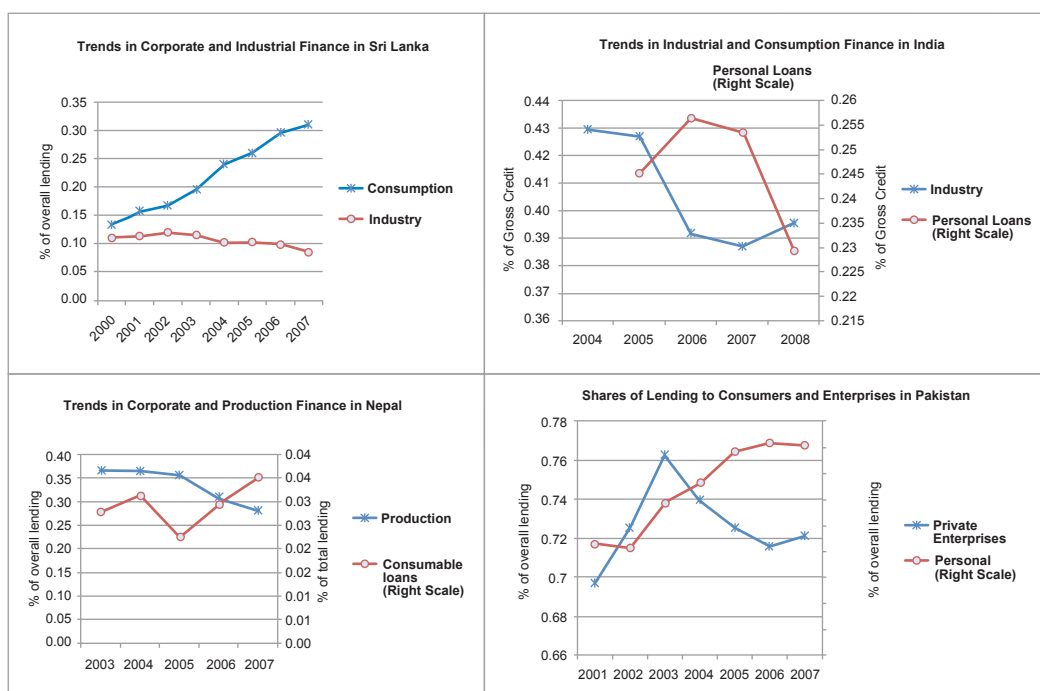 Trends in Corporate and Industrial Finance in Sri Lanka
% of overall lending
0.35
0.30
0.25
0.20
0.15
0.10
0.05
0.00
2000
2001
2002
2003
2004
2005
2006
2007
Consumption
Industry
Trends in Industrial and Consumption Finance in India
Personal Loans
(Right Scale)
% of Gross Credit
0.44
0.43
0.42
0.41
0.40
0.39
0.38
0.37
0.36
2004
2005
2006
2007
2008
0.26
0.255
0.25
0.245
0.24
0.235
0.23
0.225
0.22
0.215
% of Gross Credit
Industry
Personal Loans
(Right Scale)
Trends in Corporate and Production Finance in Nepal
% of overall lending
0.40
0.35
0.30
0.25
0.20
0.15
0.10
0.05
0.00
2003
2004
2005
2006
2007
0.04
0.04
0.03
0.03
0.02
0.02
0.01
0.01
0.00
% of total lending
Production
Consumable
loans
(Right Scale)
Shares of Lending to Consumers and Enterprises in Pakistan
% of overall lending
0.78
0.76
0.74
0.72
0.7
0.68
0.66
2001
2002
2003
2004
2005
2006
2007
% of overall lending
Private
Enterprises
Personal
(Right Scale)